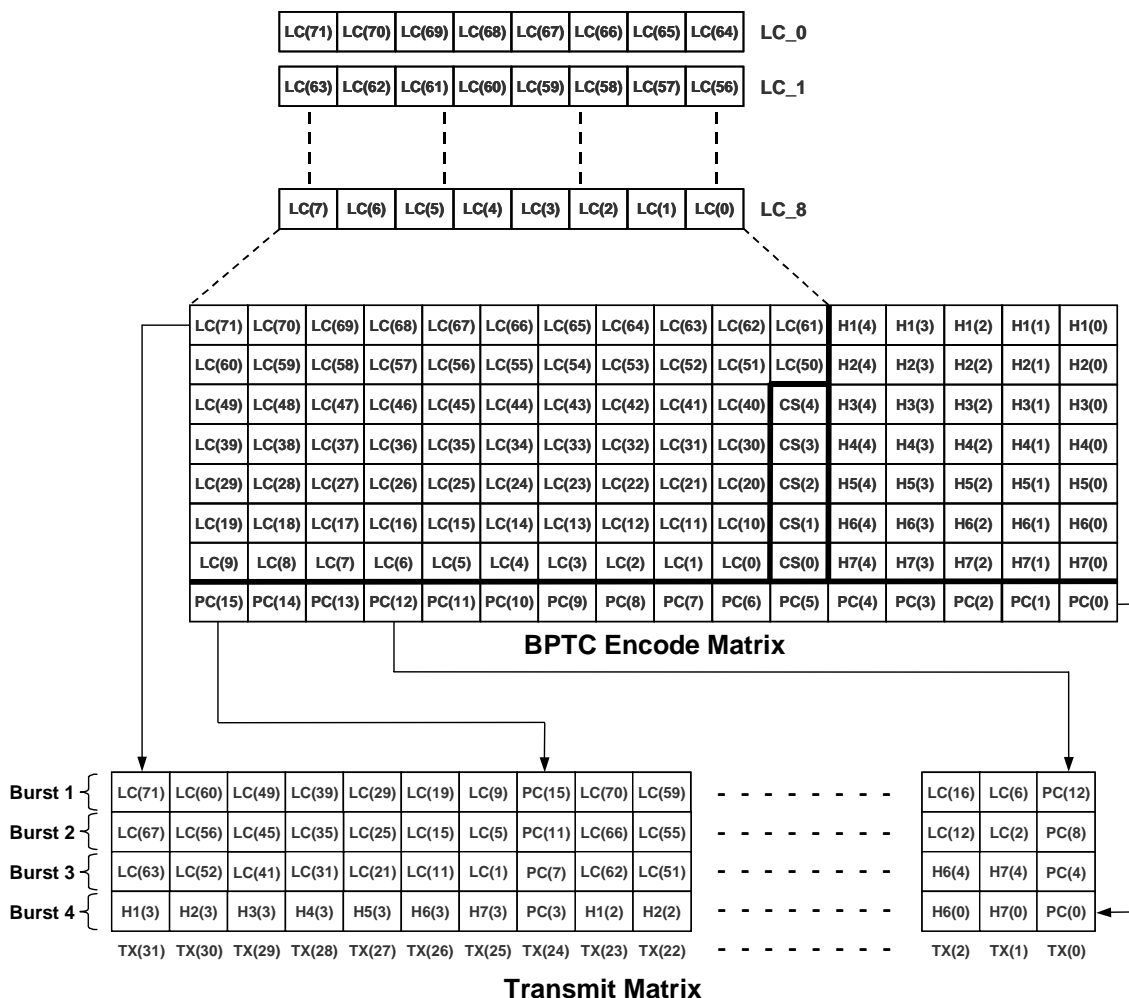 LC(71) LC(70) LC(69) LC(68) LC(67) LC(66) LC(65) LC(64) LC_0
LC(63) LC(62) LC(61) LC(60) LC(59) LC(58) LC(57) LC(56) LC_1
LC(7) LC(6) LC(5) LC(4) LC(3) LC(2) LC(1) LC(0) LC_8
LC(71) LC(70) LC(69) LC(68) LC(67) LC(66) LC(65) LC(64) LC(63) LC(62) LC(61) H1(4) H1(3) H1(2) H1(1) H1(0)
LC(60) LC(59) LC(58) LC(57) LC(56) LC(55) LC(54) LC(53) LC(52) LC(51) LC(50) H2(4) H2(3) H2(2) H2(1) H2(0)
LC(49) LC(48) LC(47) LC(46) LC(45) LC(44) LC(43) LC(42) LC(41) LC(40) CS(4) H3(4) H3(3) H3(2) H3(1) H3(0)
LC(39) LC(38) LC(37) LC(36) LC(35) LC(34) LC(33) LC(32) LC(31) LC(30) CS(3) H4(4) H4(3) H4(2) H4(1) H4(0)
LC(29) LC(28) LC(27) LC(26) LC(25) LC(24) LC(23) LC(22) LC(21) LC(20) CS(2) H5(4) H5(3) H5(2) H5(1) H5(0)
LC(19) LC(18) LC(17) LC(16) LC(15) LC(14) LC(13) LC(12) LC(11) LC(10) CS(1) H6(4) H6(3) H6(2) H6(1) H6(0)
LC(9) LC(8) LC(7) LC(6) LC(5) LC(4) LC(3) LC(2) LC(1) LC(0) CS(0) H7(4) H7(3) H7(2) H7(1) H7(0)
PC(15) PC(14) PC(13) PC(12) PC(11) PC(10) PC(9) PC(8) PC(7) PC(6) PC(5) PC(4) PC(3) PC(2) PC(1) PC(0)
BPTC Encode Matrix
Burst 1 LC(71) LC(60) LC(49) LC(39) LC(29) LC(19) LC(9) PC(15) LC(70) LC(59) LC(16) LC(6) PC(12)
Burst 2 LC(67) LC(56) LC(45) LC(35) LC(25) LC(15) LC(5) PC(11) LC(66) LC(55) LC(12) LC(2) PC(8)
Burst 3 LC(63) LC(52) LC(41) LC(31) LC(21) LC(11) LC(1) PC(7) LC(62) LC(51) H6(4) H7(4) PC(4)
Burst 4 H1(3) H2(3) H3(3) H4(3) H5(3) H6(3) H7(3) PC(3) H1(2) H2(2) H6(0) H7(0) PC(0)
TX(31) TX(30) TX(29) TX(28) TX(27) TX(26) TX(25) TX(24) TX(23) TX(22) TX(2) TX(1) TX(0)
Transmit Matrix